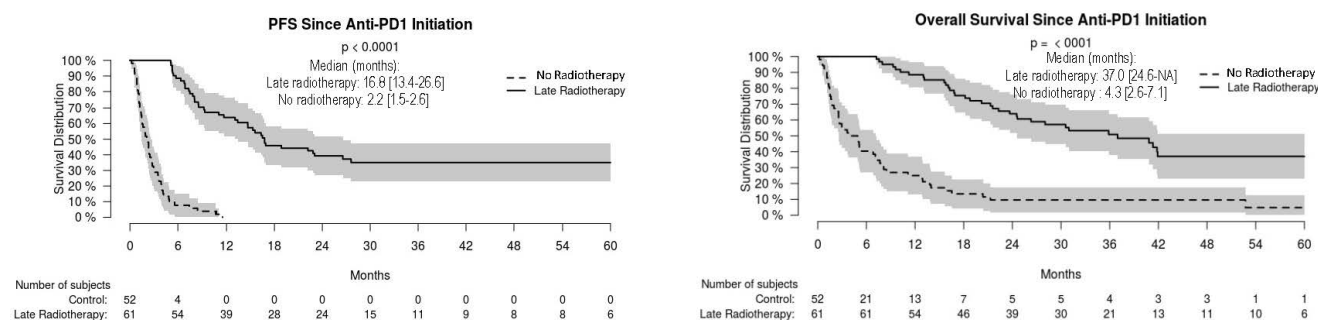 PFS Since Anti-PD1 Initiation
p < 0.0001
Median (months):
Late radiotherapy: 16.8 [13.4-26.6]
No radiotherapy: 2.2 [1.5-2.6]
No Radiotherapy
Late Radiotherapy
Survival Distribution
100 %
90 %
80 %
70 %
60 %
50 %
40 %
30 %
20 %
10 %
0 %
0 6 12 18 24 30 36 42 48 54 60
Months
Number of subjects
Control: 52 4 0 0 0 0 0 0 0 0 0
Late Radiotherapy: 61 54 39 28 24 15 11 9 8 8 6
Overall Survival Since Anti-PD1 Initiation
p = < 0001
Median (months):
Late radiotherapy: 37.0 [24.6-NA]
No radiotherapy : 4.3 [2.6-7.1]
No Radiotherapy
Late Radiotherapy
Survival Distribution
100 %
90 %
80 %
70 %
60 %
50 %
40 %
30 %
20 %
10 %
0 %
0 6 12 18 24 30 36 42 48 54 60
Months
Number of subjects
Control: 52 21 13 7 5 5 4 3 3 1 1
Late Radiotherapy: 61 61 54 46 39 30 21 13 11 10 6